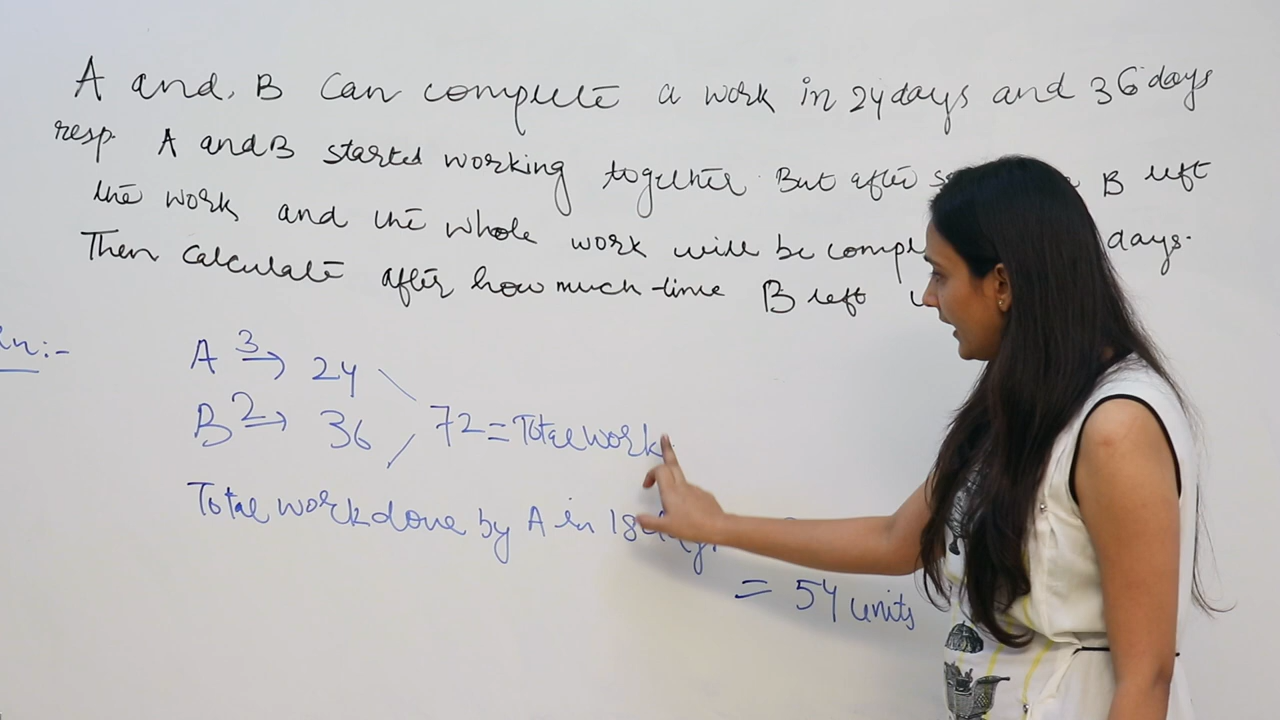 A and B can complete a work in 24 days and 36 days
resp. A and B started working together But after B left
the work and the whole work will be days.
Then calculate after how much time B left
A 3→ 24
B 2→ 36
72 = Total work
Total work done by A in 18
= 54 units